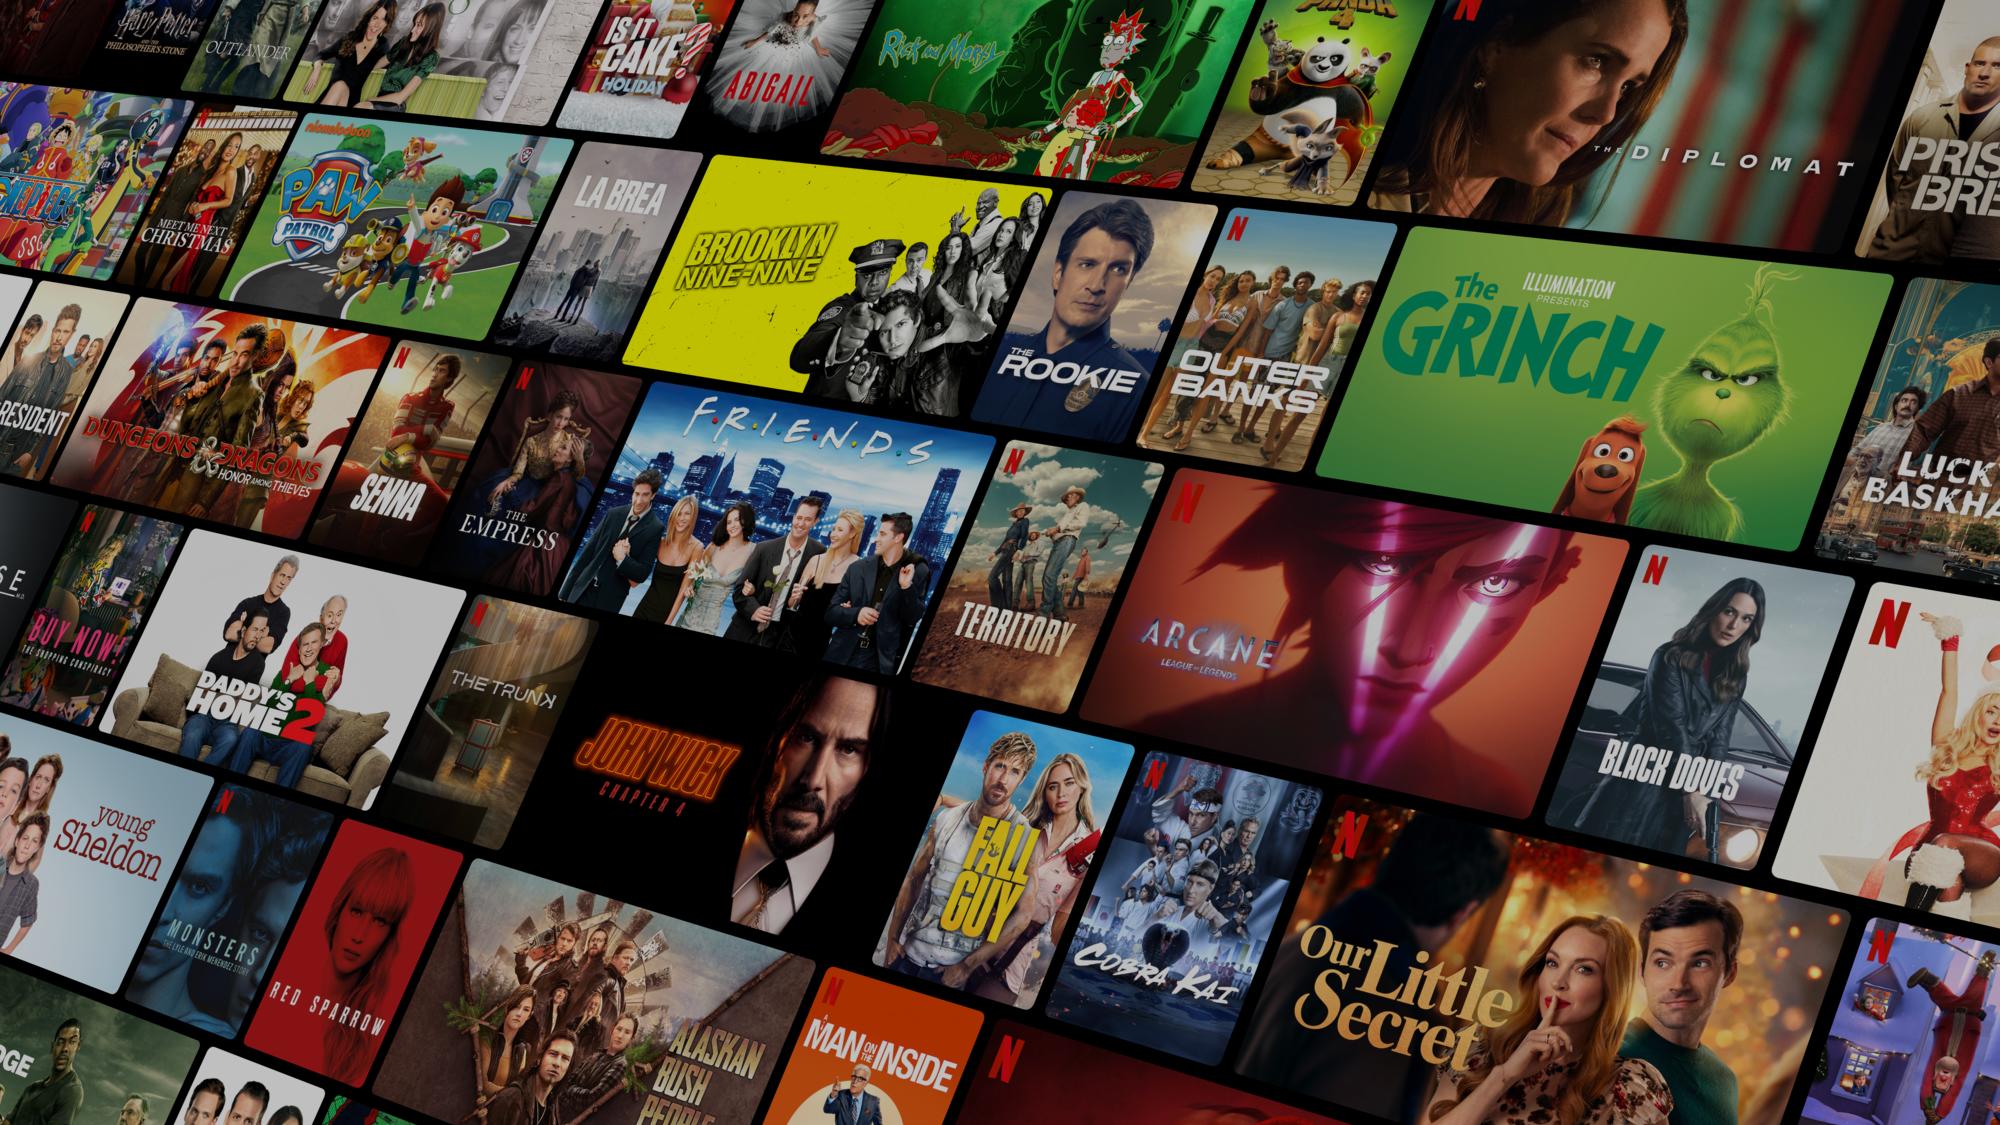 Harry Potter
AND THE
PHILOSOPHER'S STONE
OUTLANDER
IS IT
CAKE?
HOLIDAY
ABIGAIL
Rick and Morty
PANDA
4
N
THE DIPLOMAT
PRIS
BRE
ONE PIECE
MEET ME NEXT
CHRISTMAS
nickelodeon
PAW
PATROL
LA BREA
BROOKLYN
NINE-NINE
THE
ROOKIE
N
OUTER
BANKS
ILLUMINATION
PRESENTS
The
GRINCH
LUCK
BASKHA
RESIDENT
DUNGEONS & DRAGONS
HONOR AMONG THIEVES
N
SENNA
N
THE
EMPRESS
F·R·I·E·N·D·S
N
TERRITORY
N
ARCANE
LEAGUE OF LEGENDS
N
BLACK DOVES
N
SE
M.D.
N
BUY NOW!
THE SHOPPING CONSPIRACY
DADDY'S
HOME 2
N
THE TRUNK
JOHN WICK
CHAPTER 4
FALL
GUY
N
COBRA KAI
N
Our Little
Secret
N
young
Sheldon
N
MONSTERS
THE LYLE AND ERIK MENENDEZ STORY
RED SPARROW
ALASKAN
BUSH
PEOPLE
N
A
MAN ON THE INSIDE
N
DGE